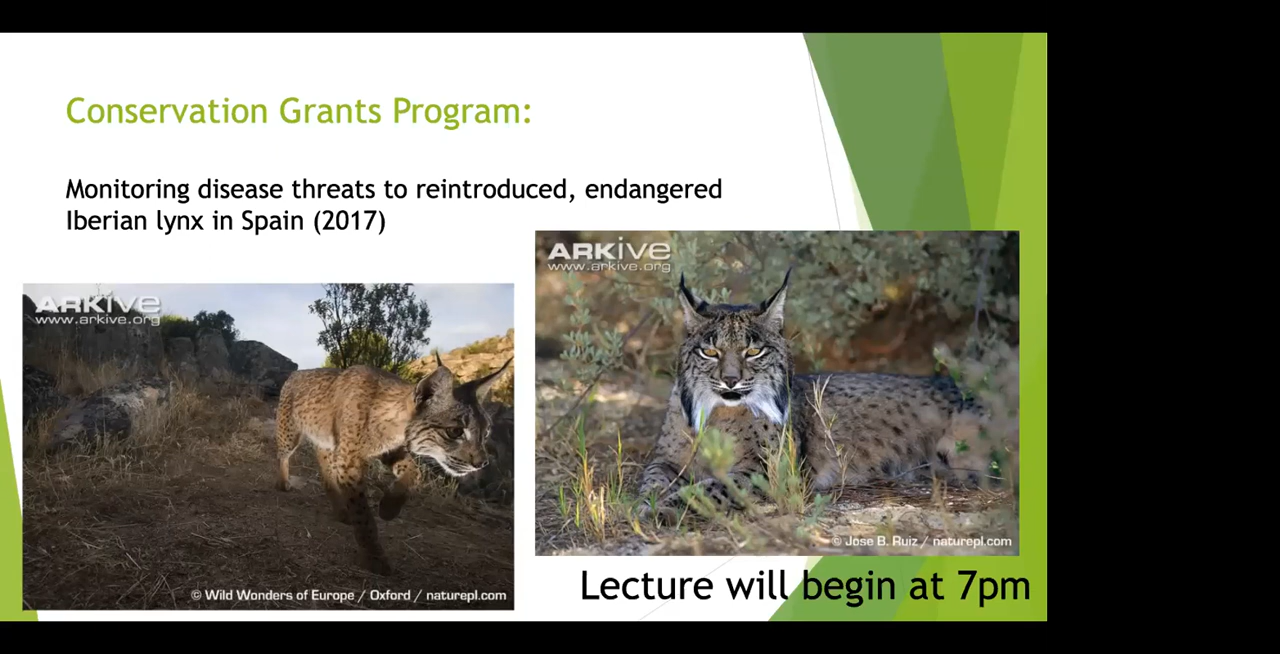 Conservation Grants Program:
Monitoring disease threats to reintroduced, endangered
Iberian lynx in Spain (2017)
ARKive
www.arkive.org
© Wild Wonders of Europe / Oxford / naturepl.com
ARKive
www.arkive.org
© Jose B. Ruiz / naturepl.com
Lecture will begin at 7pm